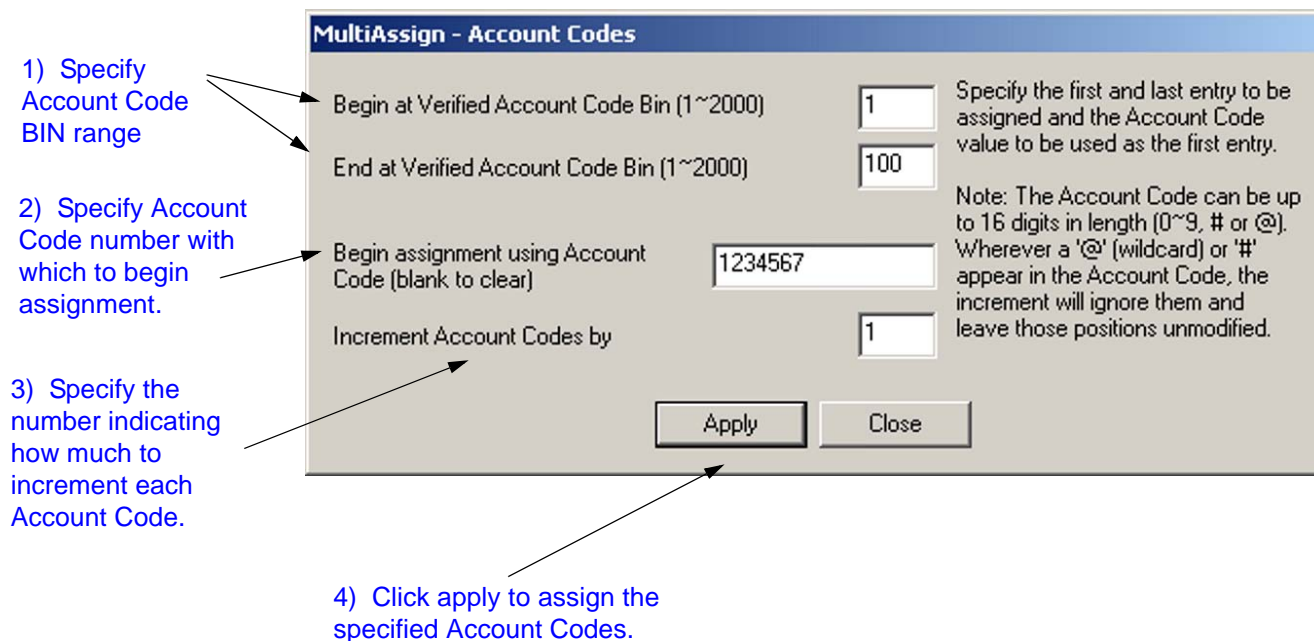 MultiAssign - Account Codes
1) Specify
Account Code
BIN range
Begin at Verified Account Code Bin (1~2000)
1
End at Verified Account Code Bin (1~2000)
100
Specify the first and last entry to be
assigned and the Account Code
value to be used as the first entry.
Note: The Account Code can be up
to 16 digits in length (0~9, # or @).
Wherever a '@' (wildcard) or '#'
appear in the Account Code, the
increment will ignore them and
leave those positions unmodified.
2) Specify Account
Code number with
which to begin
assignment.
Begin assignment using Account
Code (blank to clear)
1234567
Increment Account Codes by
1
3) Specify the
number indicating
how much to
increment each
Account Code.
Apply
Close
4) Click apply to assign the
specified Account Codes.